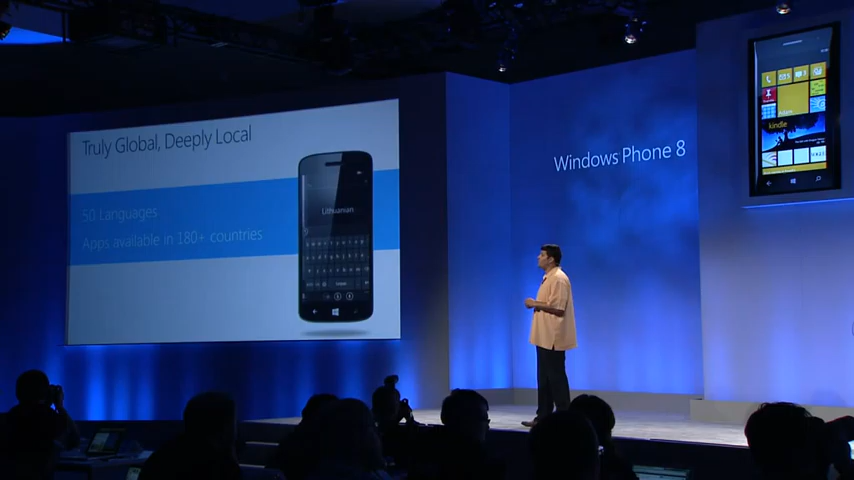 Truly Global, Deeply Local
50 Languages
Apps available in 180+ countries
Lithuanian
Windows Phone 8
kindle